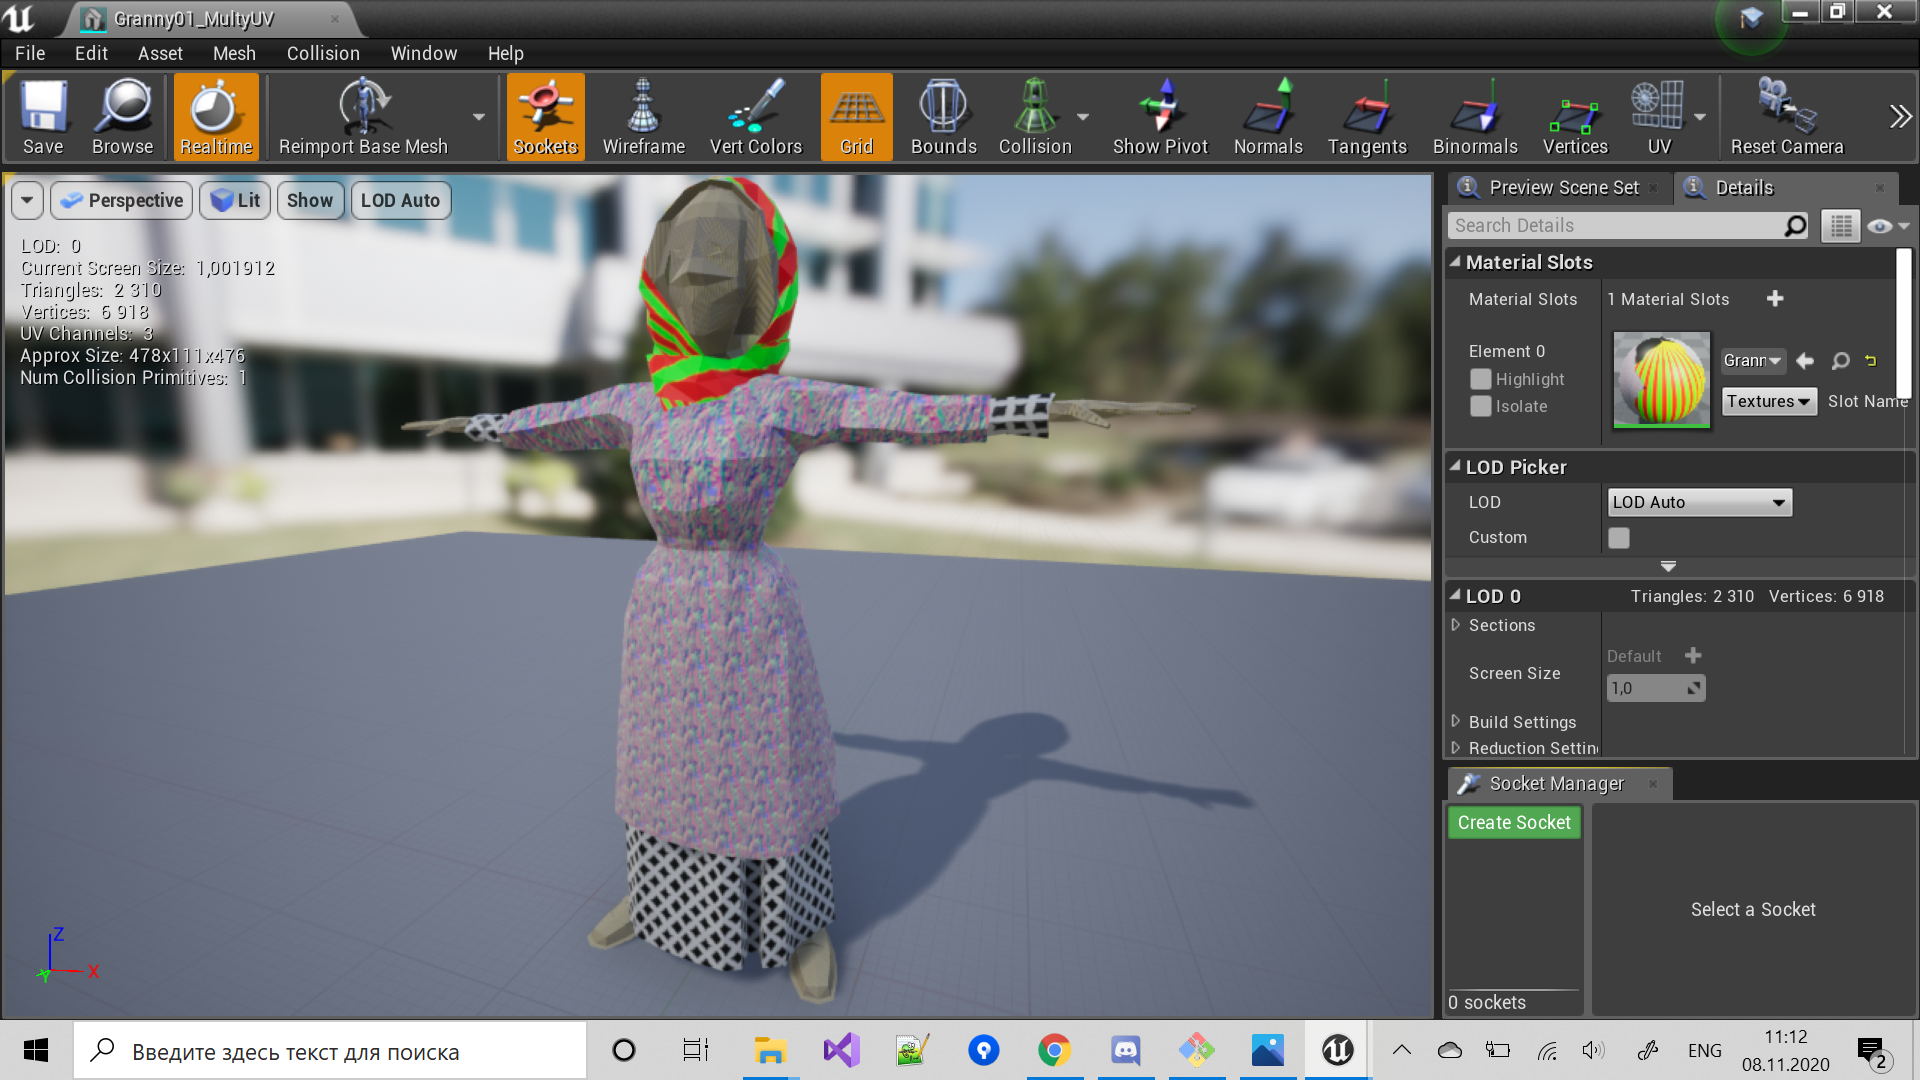 Granny01_MultyUV
File Edit Asset Mesh Collision Window Help
Save Browse Realtime Reimport Base Mesh Sockets Wireframe Vert Colors Grid Bounds Collision Show Pivot Normals Tangents Binormals Vertices UV Reset Camera
Perspective Lit Show LOD Auto
LOD: 0
Current Screen Size: 1,001912
Triangles: 2 310
Vertices: 6 918
UV Channels: 3
Approx Size: 478x111x476
Num Collision Primitives: 1
Z
X
Y
Preview Scene Set Details
Search Details
Material Slots
Material Slots 1 Material Slots
Element 0
Highlight
Isolate
Grann
Textures Slot Name
LOD Picker
LOD LOD Auto
Custom
LOD 0 Triangles: 2 310 Vertices: 6 918
Sections
Screen Size
Default
1,0
Build Settings
Reduction Settin
Socket Manager
Create Socket
Select a Socket
0 sockets
Введите здесь текст для поиска
ENG
11:12
08.11.2020
2